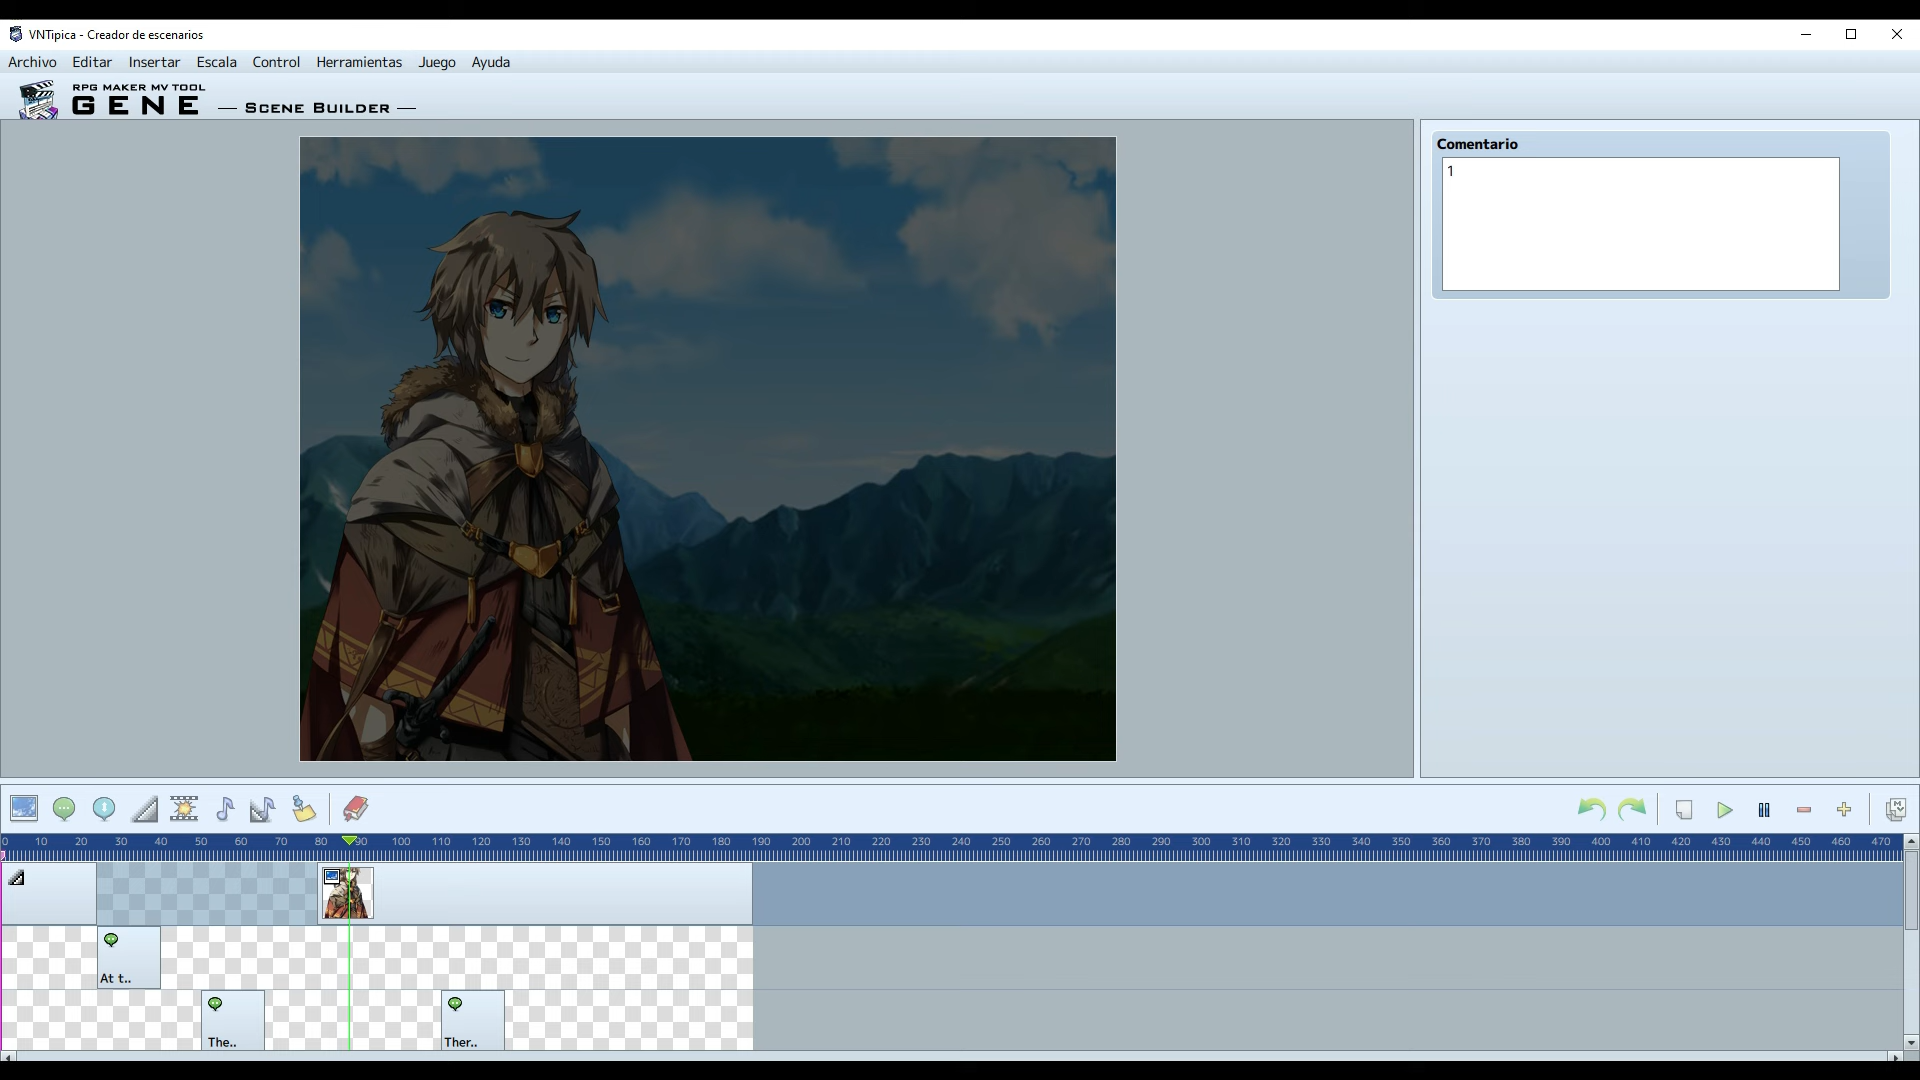 VNTipica - Creador de escenarios
Archivo Editar Insertar Escala Control Herramientas Juego Ayuda
RPG MAKER MV TOOL
GENE — SCENE BUILDER —
Comentario
1
0 10 20 30 40 50 60 70 80 90 100 110 120 130 140 150 160 170 180 190 200 210 220 230 240 250 260 270 280 290 300 310 320 330 340 350 360 370 380 390 400 410 420 430 440 450 460 470
At t..
The.. Ther..